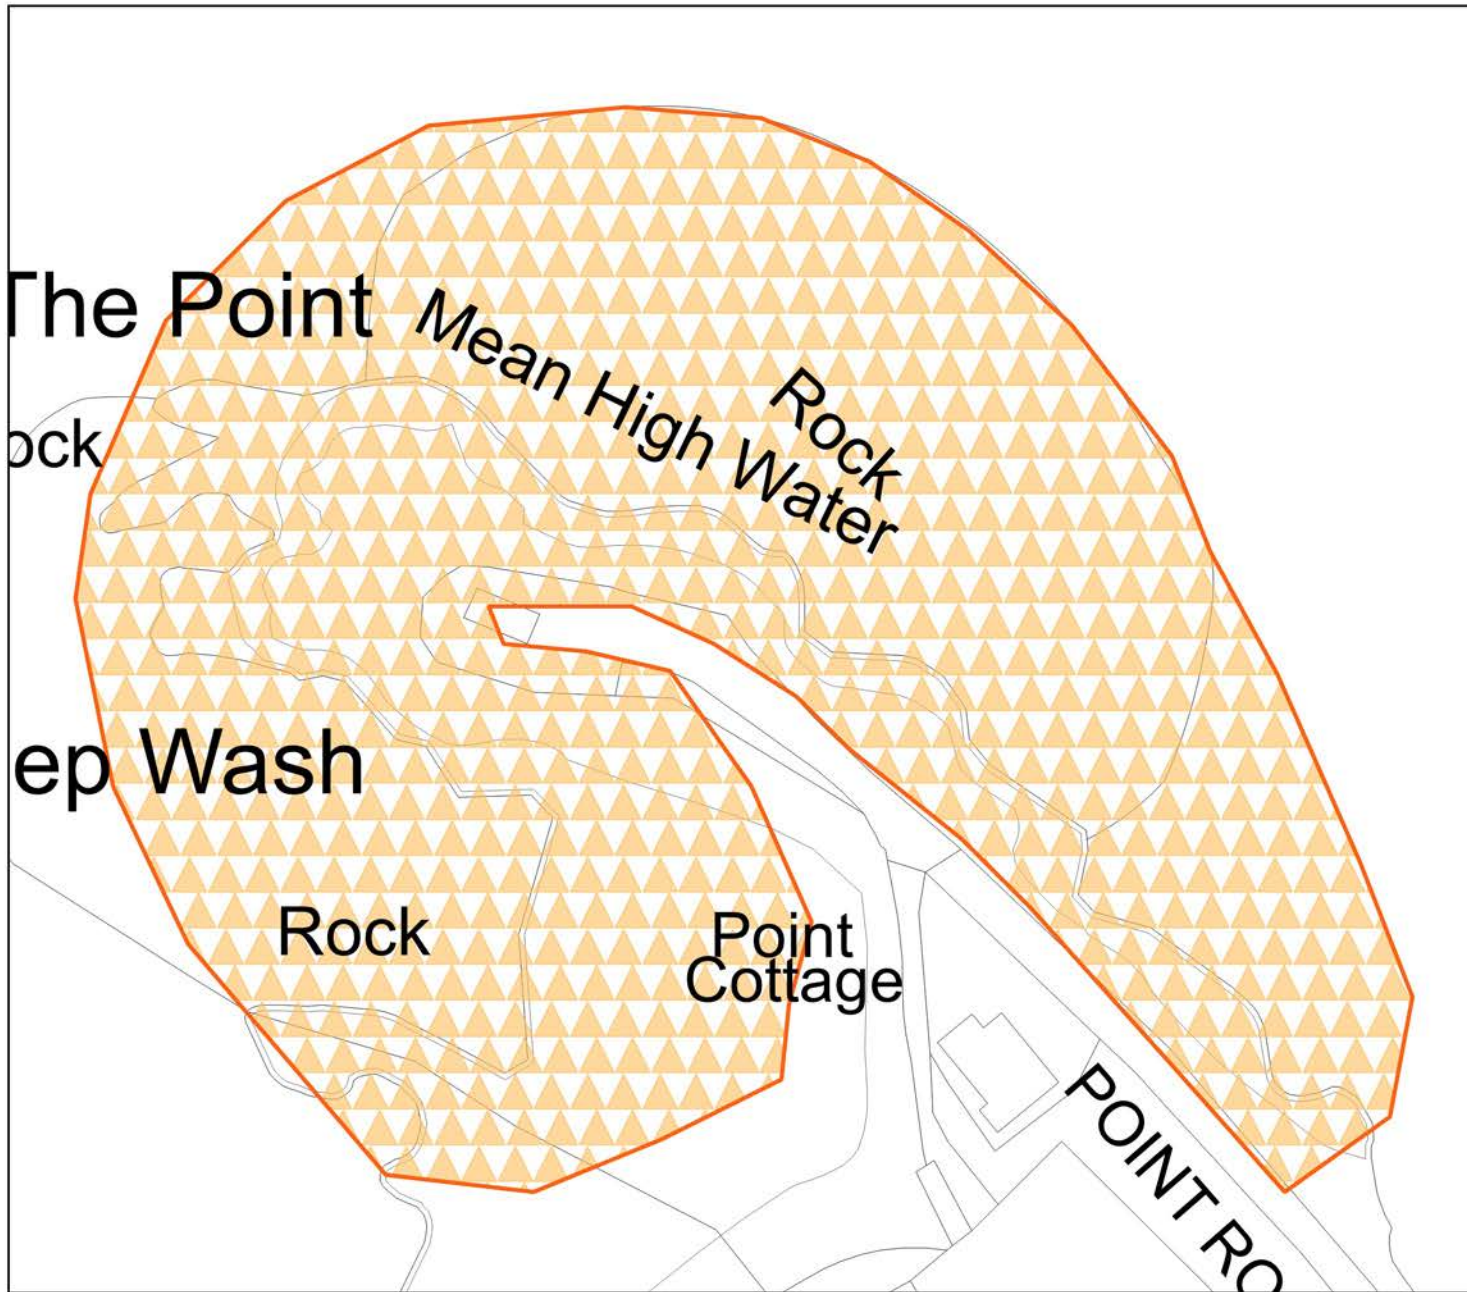 The Point
Mean High Water
Rock
ock
ep Wash
Rock
Point
Cottage
POINT RO